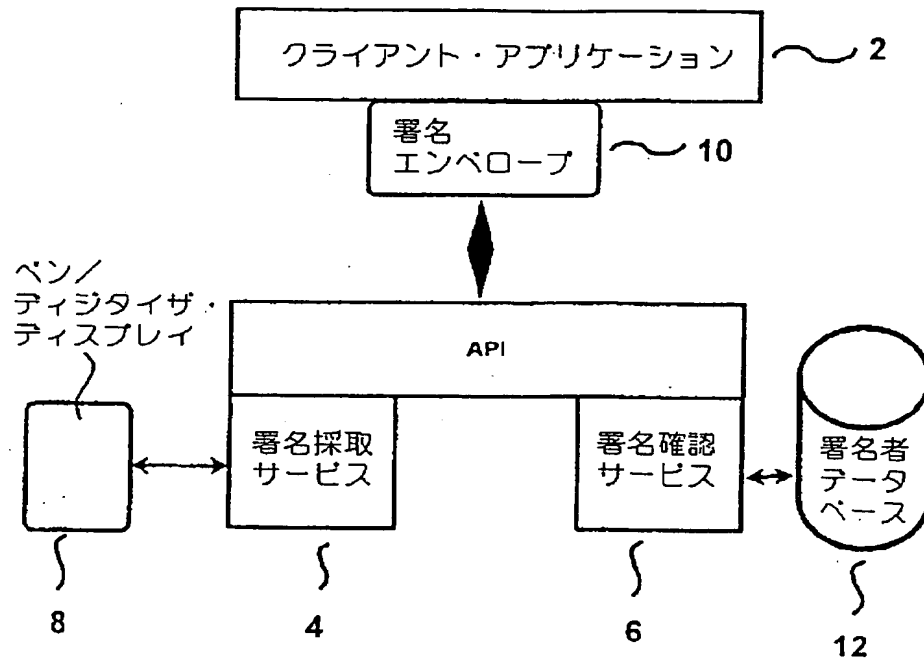 クライアント・アプリケーション
2
署名
エンベロープ
10
ペン/
ディジタイザ・
ディスプレイ
API
署名採取
サービス
署名確認
サービス
署名者
データ
ベース
8
4
6
12